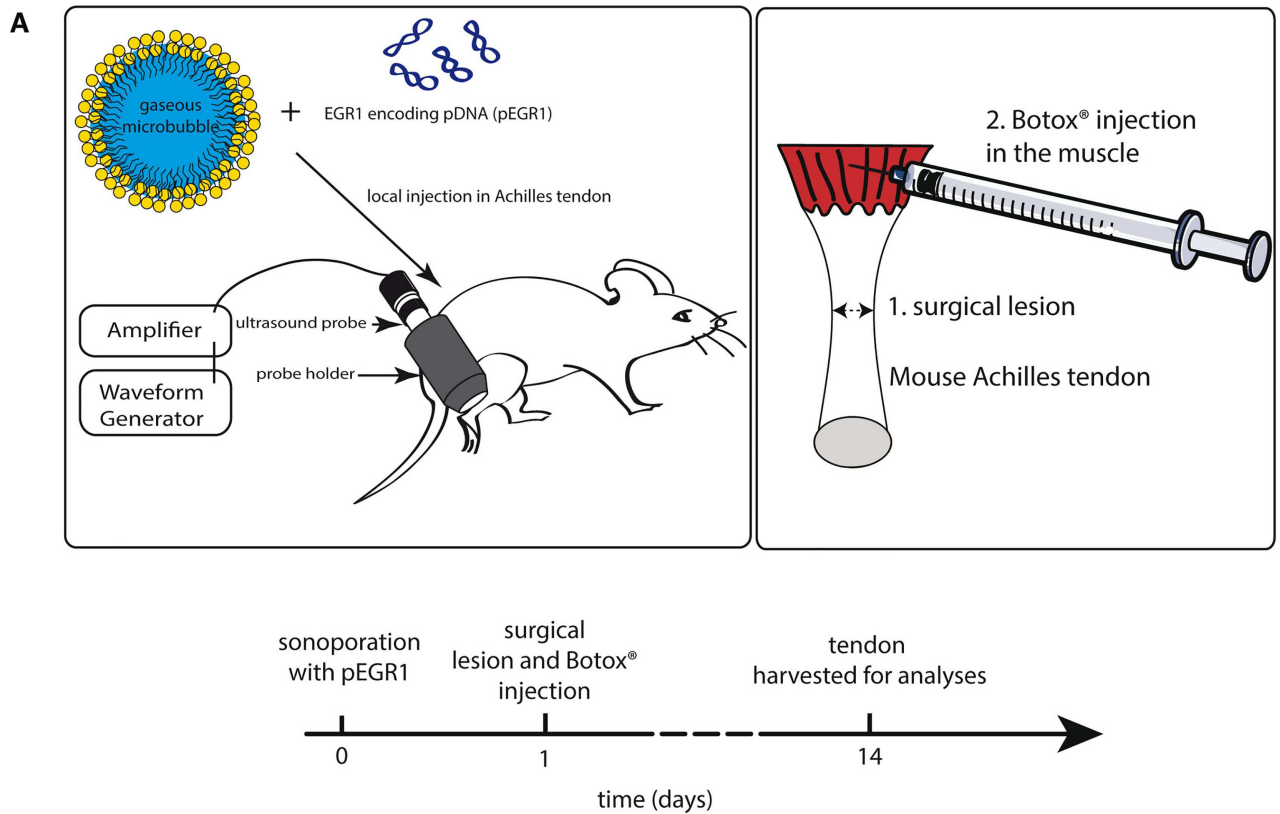 A
gaseous
microbubble
+
EGR1 encoding pDNA (pEGR1)
local injection in Achilles tendon
Amplifier
ultrasound probe
probe holder
Waveform
Generator
2. Botox® injection
in the muscle
1. surgical lesion
Mouse Achilles tendon
sonoporation
with pEGR1
surgical
lesion and Botox®
injection
tendon
harvested for analyses
0
1
14
time (days)